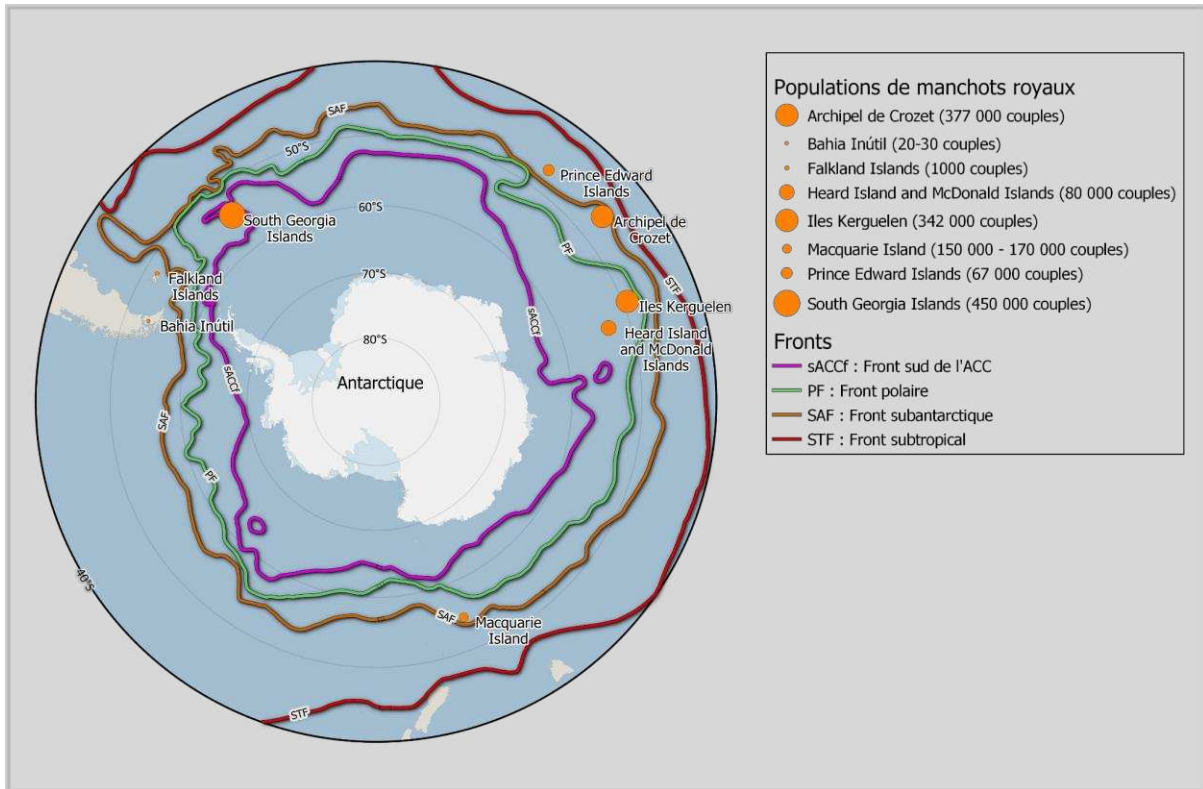 SAF
50°S
Prince Edward
Islands
60°S
South Georgia
Islands
Archipel de
Crozet
PF
STF
70°S
Falkland
Islands
Iles Kerguelen
sACCf
Bahia Inútil
Heard Island
and McDonald
Islands
80°S
sACCf
Antarctique
SAF
PF
40°S
SAF
Macquarie
Island
STF
Populations de manchots royaux
Archipel de Crozet (377 000 couples)
Bahia Inútil (20-30 couples)
Falkland Islands (1000 couples)
Heard Island and McDonald Islands (80 000 couples)
Iles Kerguelen (342 000 couples)
Macquarie Island (150 000 - 170 000 couples)
Prince Edward Islands (67 000 couples)
South Georgia Islands (450 000 couples)
Fronts
sACCf : Front sud de l'ACC
PF : Front polaire
SAF : Front subantarctique
STF : Front subtropical